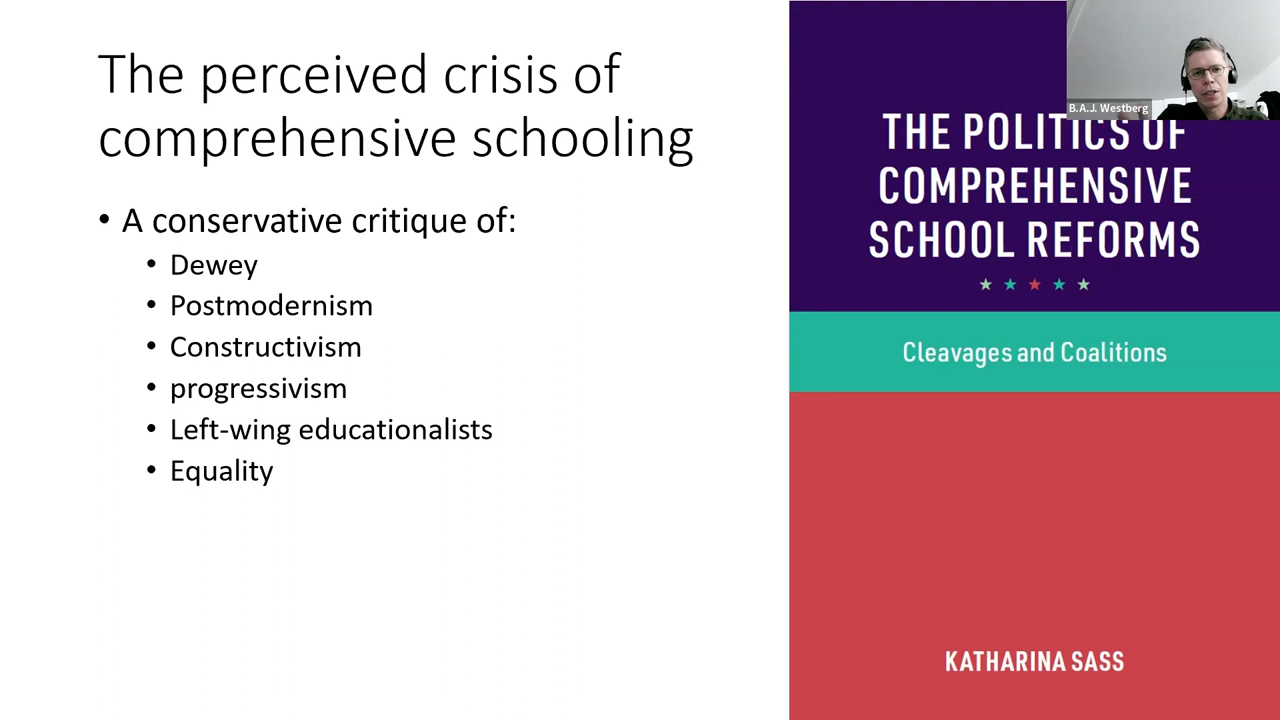 The perceived crisis of
comprehensive schooling
• A conservative critique of:
• Dewey
• Postmodernism
• Constructivism
• progressivism
• Left-wing educationalists
• Equality
B.A.J. Westberg
THE POLITICS OF
COMPREHENSIVE
SCHOOL REFORMS
Cleavages and Coalitions
KATHARINA SASS